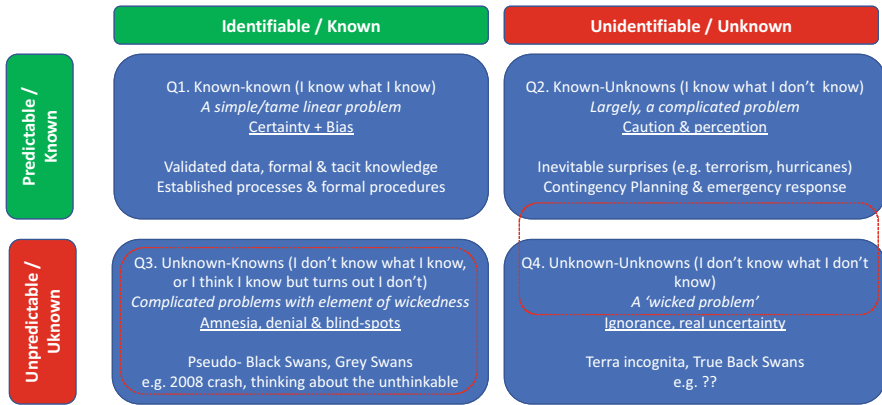 Identifiable / Known
Unidentifiable / Unknown
Predictable /
Known
Q1. Known-known (I know what I know)
A simple/tame linear problem
Certainty + Bias
Validated data, formal & tacit knowledge
Established processes & formal procedures
Q2. Known-Unknowns (I know what I don't know)
Largely, a complicated problem
Caution & perception
Inevitable surprises (e.g. terrorism, hurricanes)
Contingency Planning & emergency response
Unpredictable /
Uknown
Q3. Unknown-Knowns (I don't know what I know,
or I think I know but turns out I don't)
Complicated problems with element of wickedness
Amnesia, denial & blind-spots
Pseudo- Black Swans, Grey Swans
e.g. 2008 crash, thinking about the unthinkable
Q4. Unknown-Unknowns (I don't know what I don't
know)
A 'wicked problem'
Ignorance, real uncertainty
Terra incognita, True Back Swans
e.g. ??